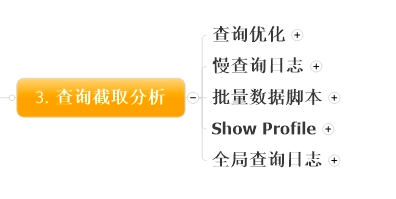 3. 查询截取分析
查询优化
慢查询日志
批量数据脚本
Show Profile
全局查询日志